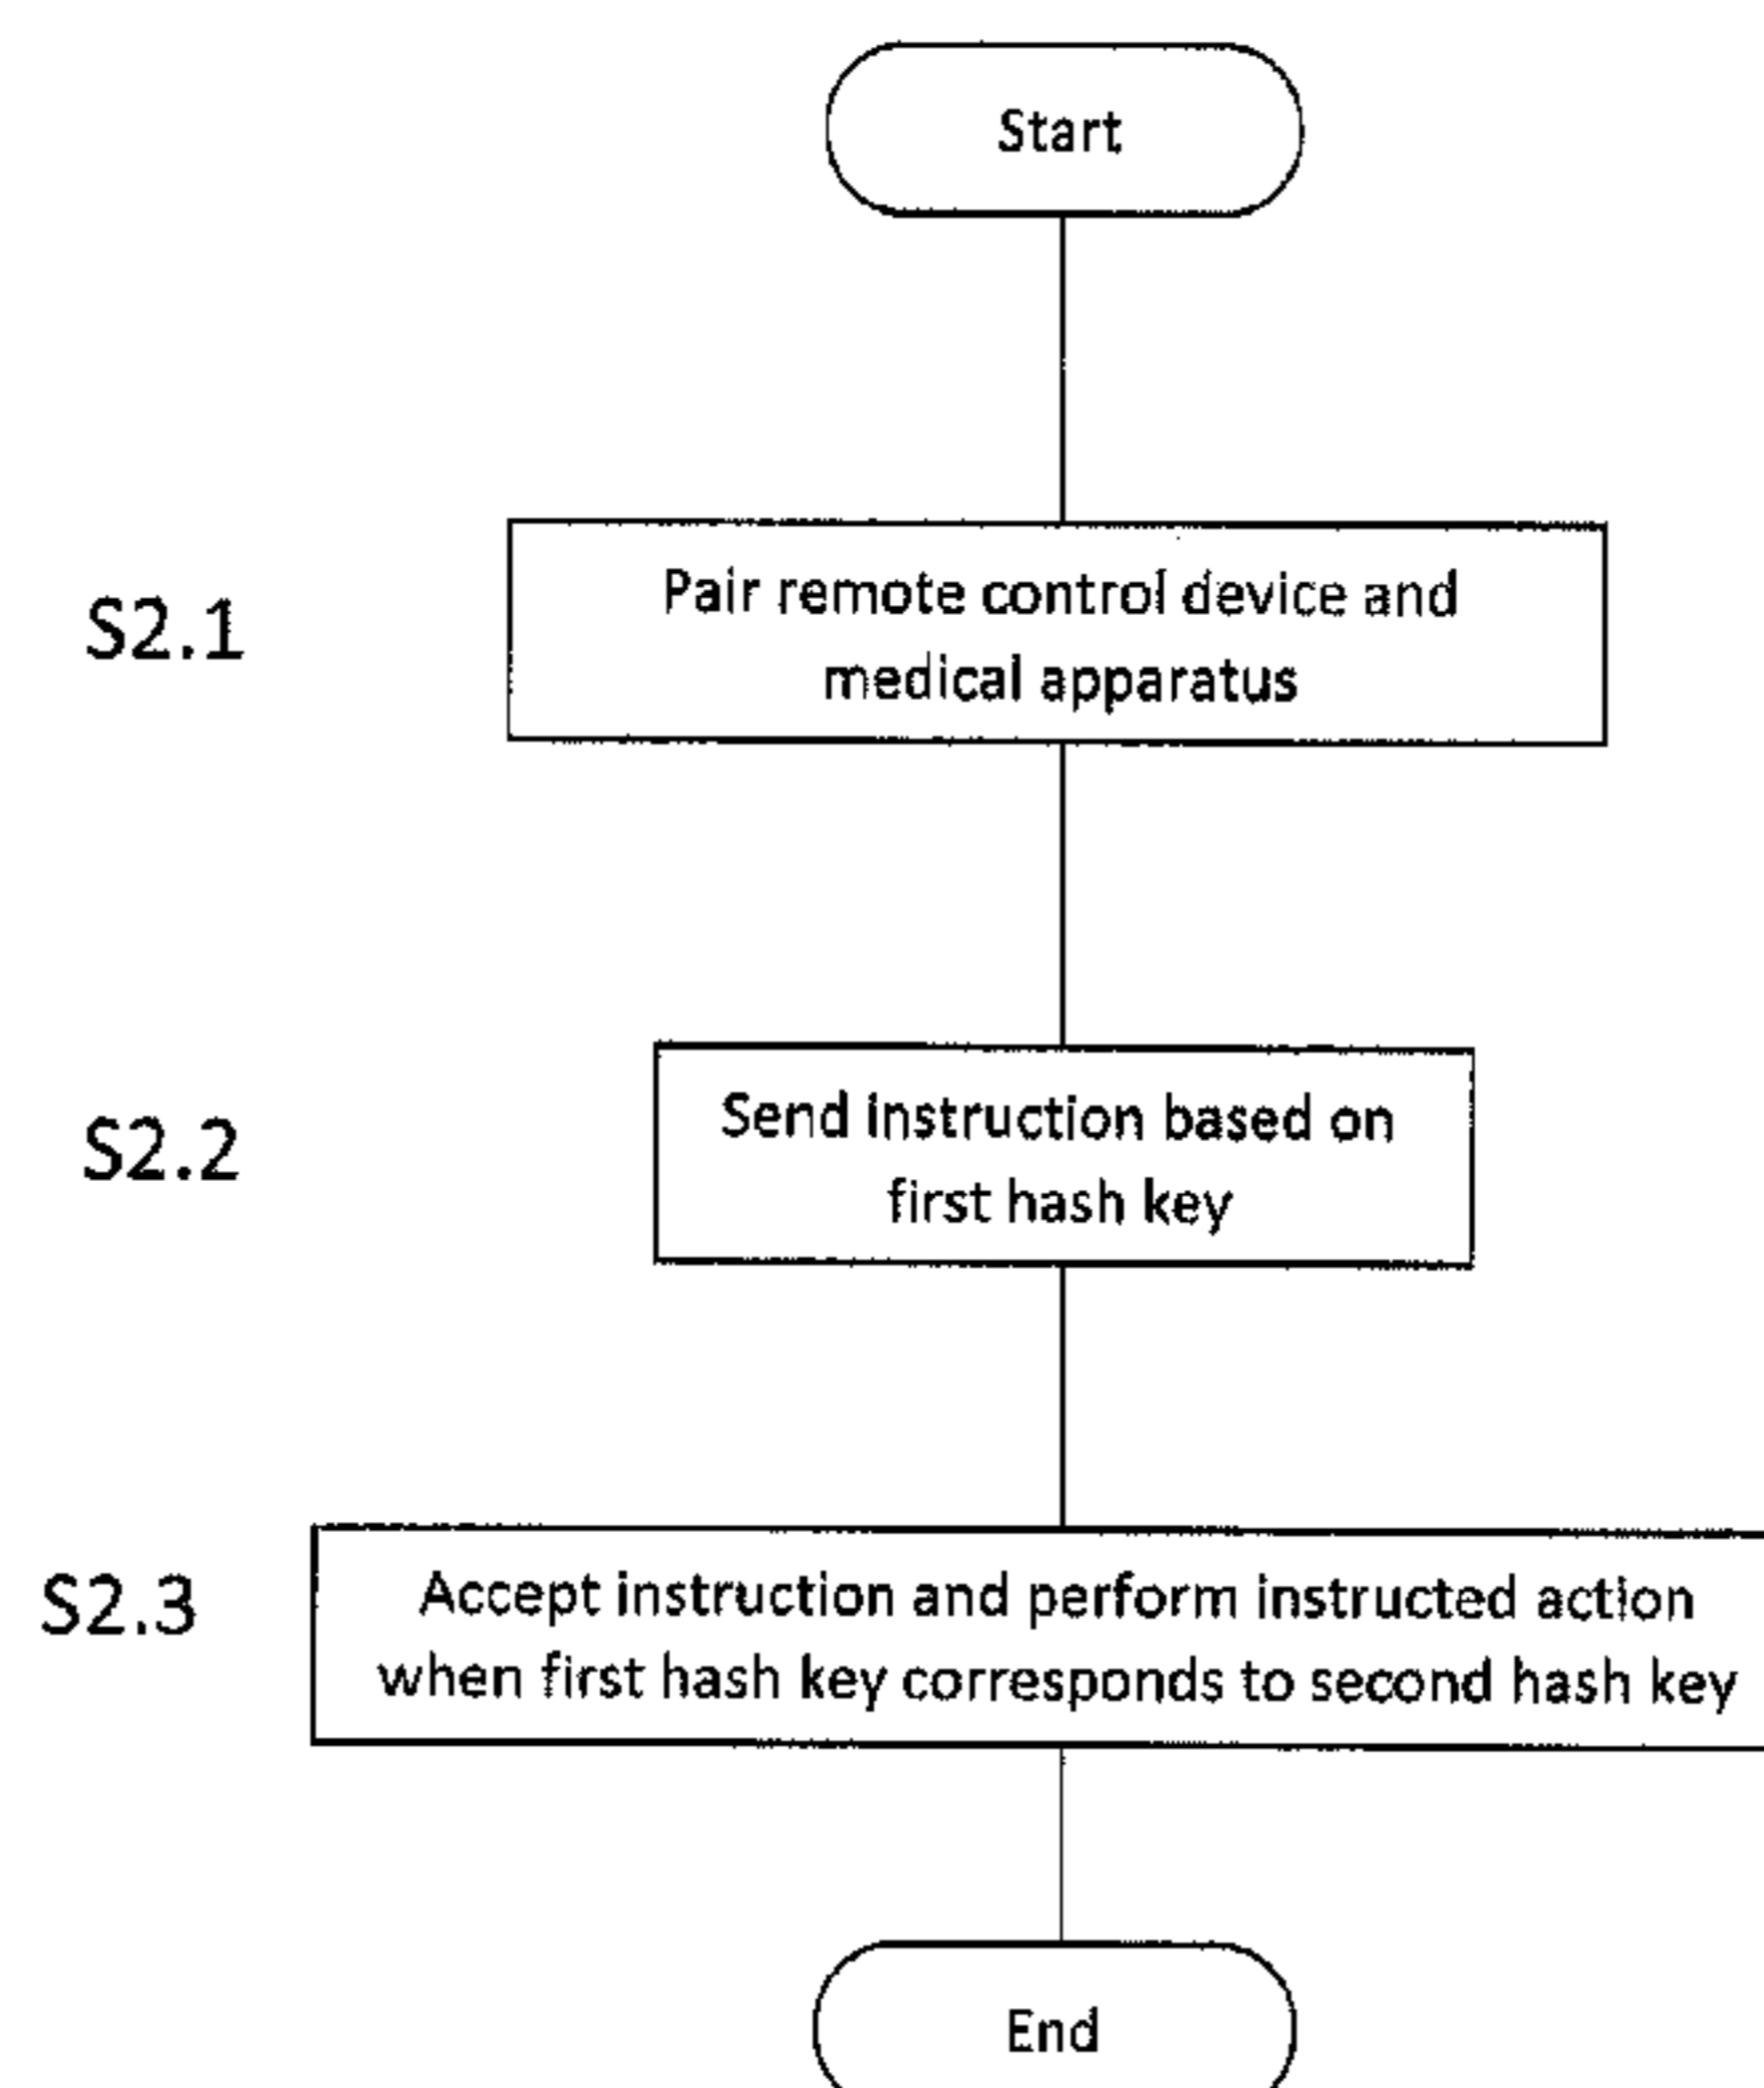 Start
S2.1
Pair remote control device and
medical apparatus
S2.2
Send instruction based on
first hash key
S2.3
Accept instruction and perform instructed action
when first hash key corresponds to second hash key
End